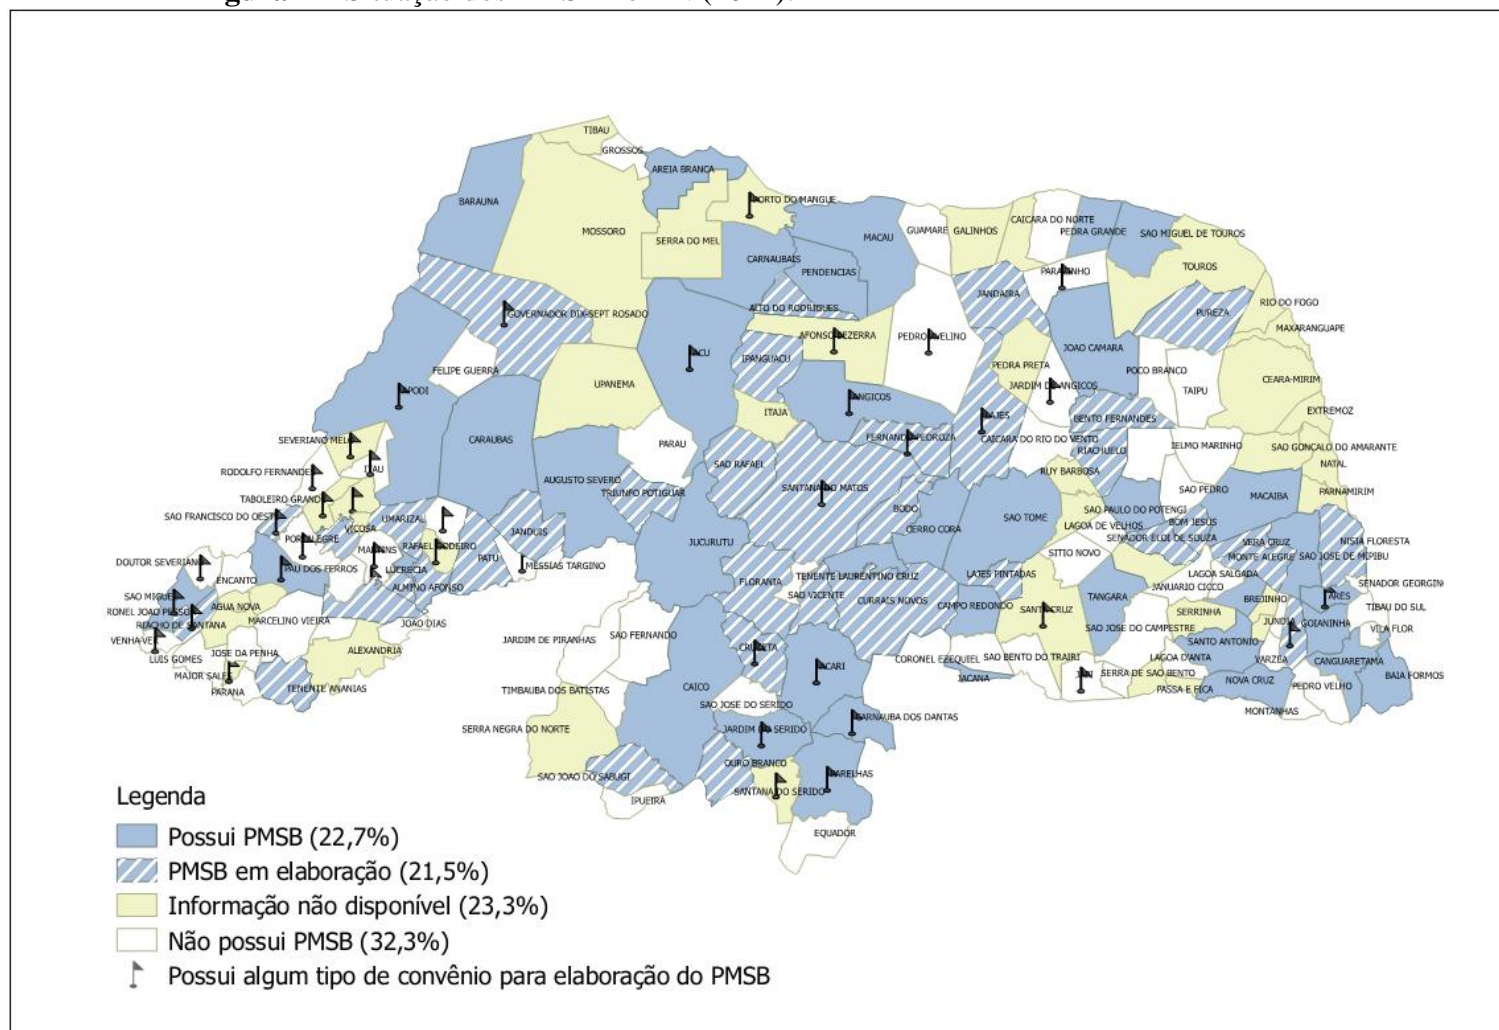 TIBAU
GROSSOS
AREIA BRANCA
BARAUNA
PORTO DO MANGUE
MOSSORO
SERRA DO MEL
MACAU
GUAMARE
GALINHOS
CAICARA DO NORTE
PEDRA GRANDE
SAO MIGUEL DE TOUROS
CARNAUBAIS
PENDENCIAS
PARAZINHO
TOUROS
JANDAIRA
ALTO DO RODRIGUES
RIO DO FOGO
GOVERNADOR DIX-SEPT ROSADO
PUREZA
MAXARANGUAPE
AFONSO BEZERRA
PEDRO AVELINO
JOAO CAMARA
ACU
IPANGUACU
PEDRA PRETA
FELIPE GUERRA
POCO BRANCO
CEARA-MIRIM
UPANEMA
JARDIM DE ANGICOS
TAIPU
APODI
ANGICOS
ITAJA
LAJES
BENTO FERNANDES
EXTREMOZ
SEVERIANO MELO
CARAUBAS
PARAU
FERNANDO PEDROZA
CAICARA DO RIO DO VENTO
IELMO MARINHO
SAO GONCALO DO AMARANTE
RIACHUELO
ITAU
RODOLFO FERNANDES
SAO RAFAEL
RUY BARBOSA
NATAL
AUGUSTO SEVERO
TRIUNFO POTIGUAR
SANTANA DO MATOS
SAO PEDRO
MACAIBA
PARNAMIRIM
TABOLEIRO GRANDE
BODO
SAO PAULO DO POTENGI
SAO FRANCISCO DO OESTE
VICOSA
UMARIZAL
JANDUIS
CERRO CORA
SAO TOME
LAGOA DE VELHOS
BOM JESUS
SENADOR ELOI DE SOUZA
VERA CRUZ
NISIA FLORESTA
PORTALEGRE
MARTINS
RAFAEL GODEIRO
PATU
MESSIAS TARGINO
JUCURUTU
SITIO NOVO
MONTE ALEGRE
SAO JOSE DE MIPIBU
DOUTOR SEVERIANO
PAU DOS FERROS
LUCRECIA
ENCANTO
ALMINO AFONSO
FLORANIA
TENENTE LAURENTINO CRUZ
LAJES PINTADAS
LAGOA SALGADA
JANUARIO CICCO
SENADOR GEORGINO
SAO MIGUEL
SAO VICENTE
CURRAIS NOVOS
CAMPO REDONDO
TANGARA
BREJINHO
ARES
RONEL JOAO PESSOA
AGUA NOVA
SANTA CRUZ
SERRINHA
TIBAU DO SUL
RIACHO DE SANTANA
MARCELINO VIEIRA
JOAO DIAS
SAO JOSE DO CAMPESTRE
JUNDIA
GOIANINHA
VILA FLOR
VENHA-VER
JARDIM DE PIRANHAS
SAO FERNANDO
CRUZETA
SANTO ANTONIO
LUIS GOMES
JOSE DA PENHA
ALEXANDRIA
CORONEL EZEQUIEL
SAO BENTO DO TRAIRI
LAGOA D'ANTA
VARZEA
CANGUARETAMA
ACARI
MAJOR SALES
JACANA
JAPI
SERRA DE SAO BENTO
NOVA CRUZ
BAIA FORMOS
PARANA
TENENTE ANANIAS
TIMBAUBA DOS BATISTAS
CAICO
PASSA E FICA
PEDRO VELHO
SAO JOSE DO SERIDO
MONTANHAS
CARNAUBA DOS DANTAS
SERRA NEGRA DO NORTE
JARDIM DO SERIDO
OURO BRANCO
PARELHAS
SAO JOAO DO SABUGI
SANTANA DO SERIDO
IPUEIRA
EQUADOR
Legenda
Possui PMSB (22,7%)
PMSB em elaboração (21,5%)
Informação não disponível (23,3%)
Não possui PMSB (32,3%)
Possui algum tipo de convênio para elaboração do PMSB